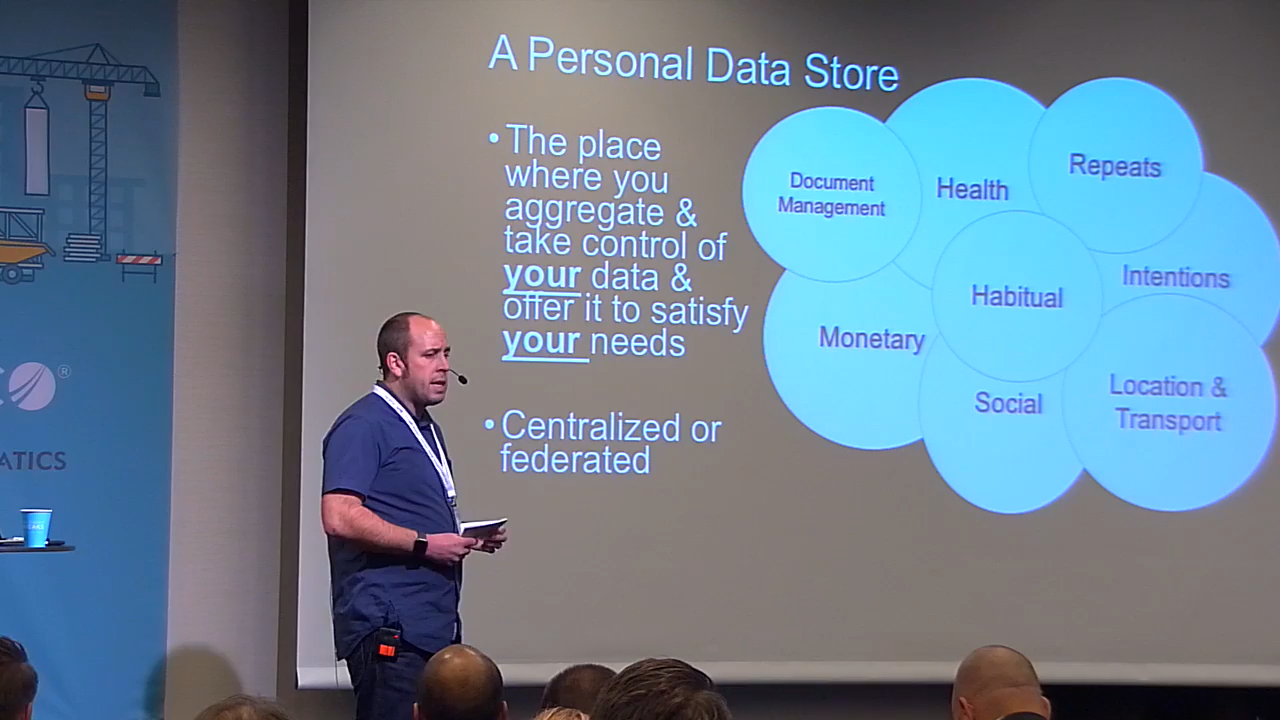 A Personal Data Store
• The place
where you
aggregate &
take control of
your data &
offer it to satisfy
your needs
• Centralized or
federated
Document
Management
Health
Repeats
Intentions
Habitual
Monetary
Social
Location &
Transport
CO®
ATICS